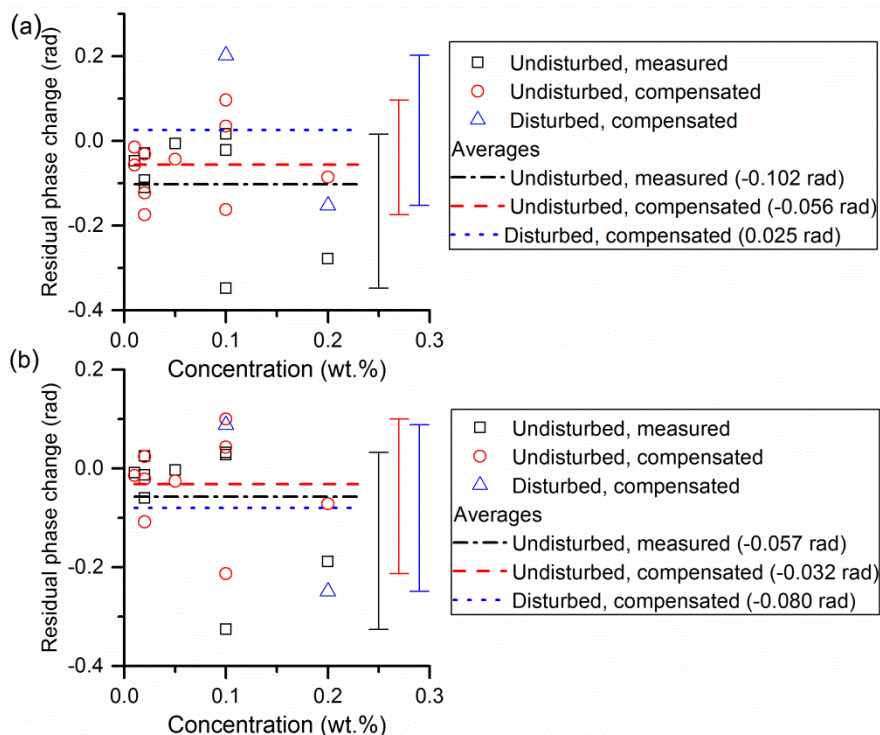 (a)
0.2
0.0
-0.2
-0.4
Residual phase change (rad)
0.0
0.1
0.2
0.3
Concentration (wt.%)
Undisturbed, measured
Undisturbed, compensated
Disturbed, compensated
Averages
Undisturbed, measured (-0.102 rad)
Undisturbed, compensated (-0.056 rad)
Disturbed, compensated (0.025 rad)
(b)
0.2
0.0
-0.2
-0.4
Residual phase change (rad)
0.0
0.1
0.2
0.3
Concentration (wt.%)
Undisturbed, measured
Undisturbed, compensated
Disturbed, compensated
Averages
Undisturbed, measured (-0.057 rad)
Undisturbed, compensated (-0.032 rad)
Disturbed, compensated (-0.080 rad)